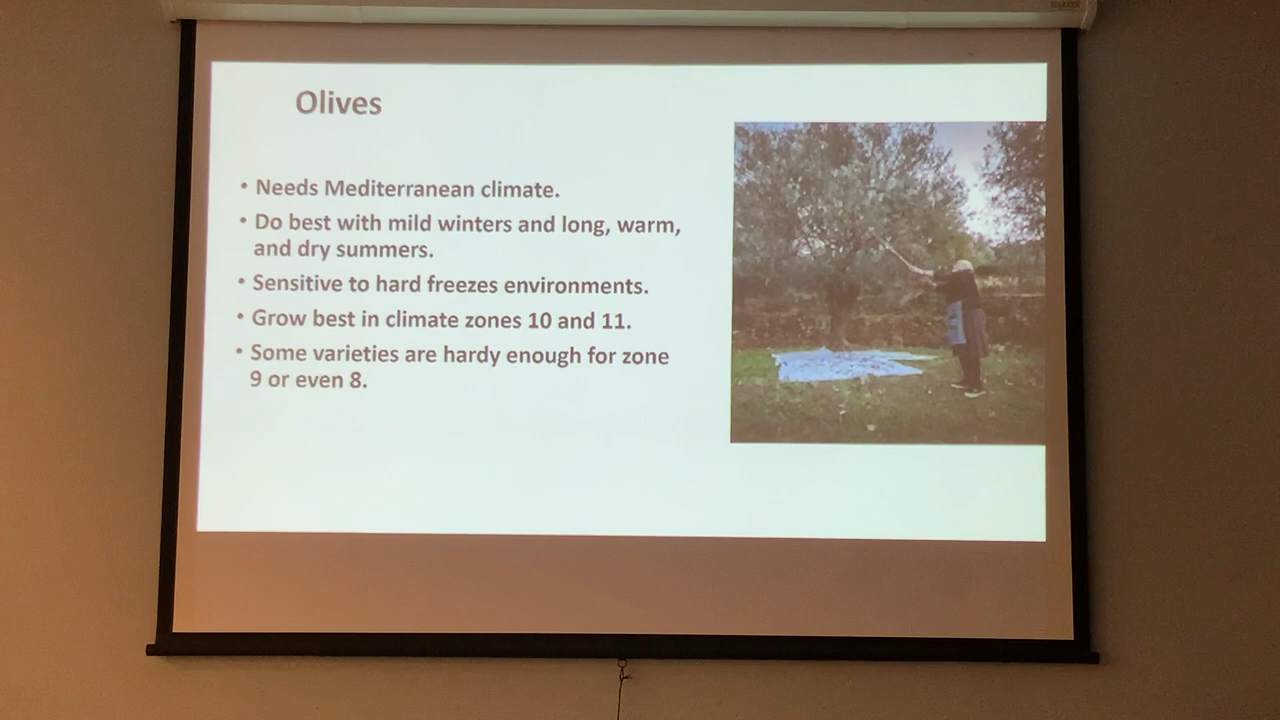 Olives
• Needs Mediterranean climate.
• Do best with mild winters and long, warm,
and dry summers.
• Sensitive to hard freezes environments.
• Grow best in climate zones 10 and 11.
• Some varieties are hardy enough for zone
9 or even 8.